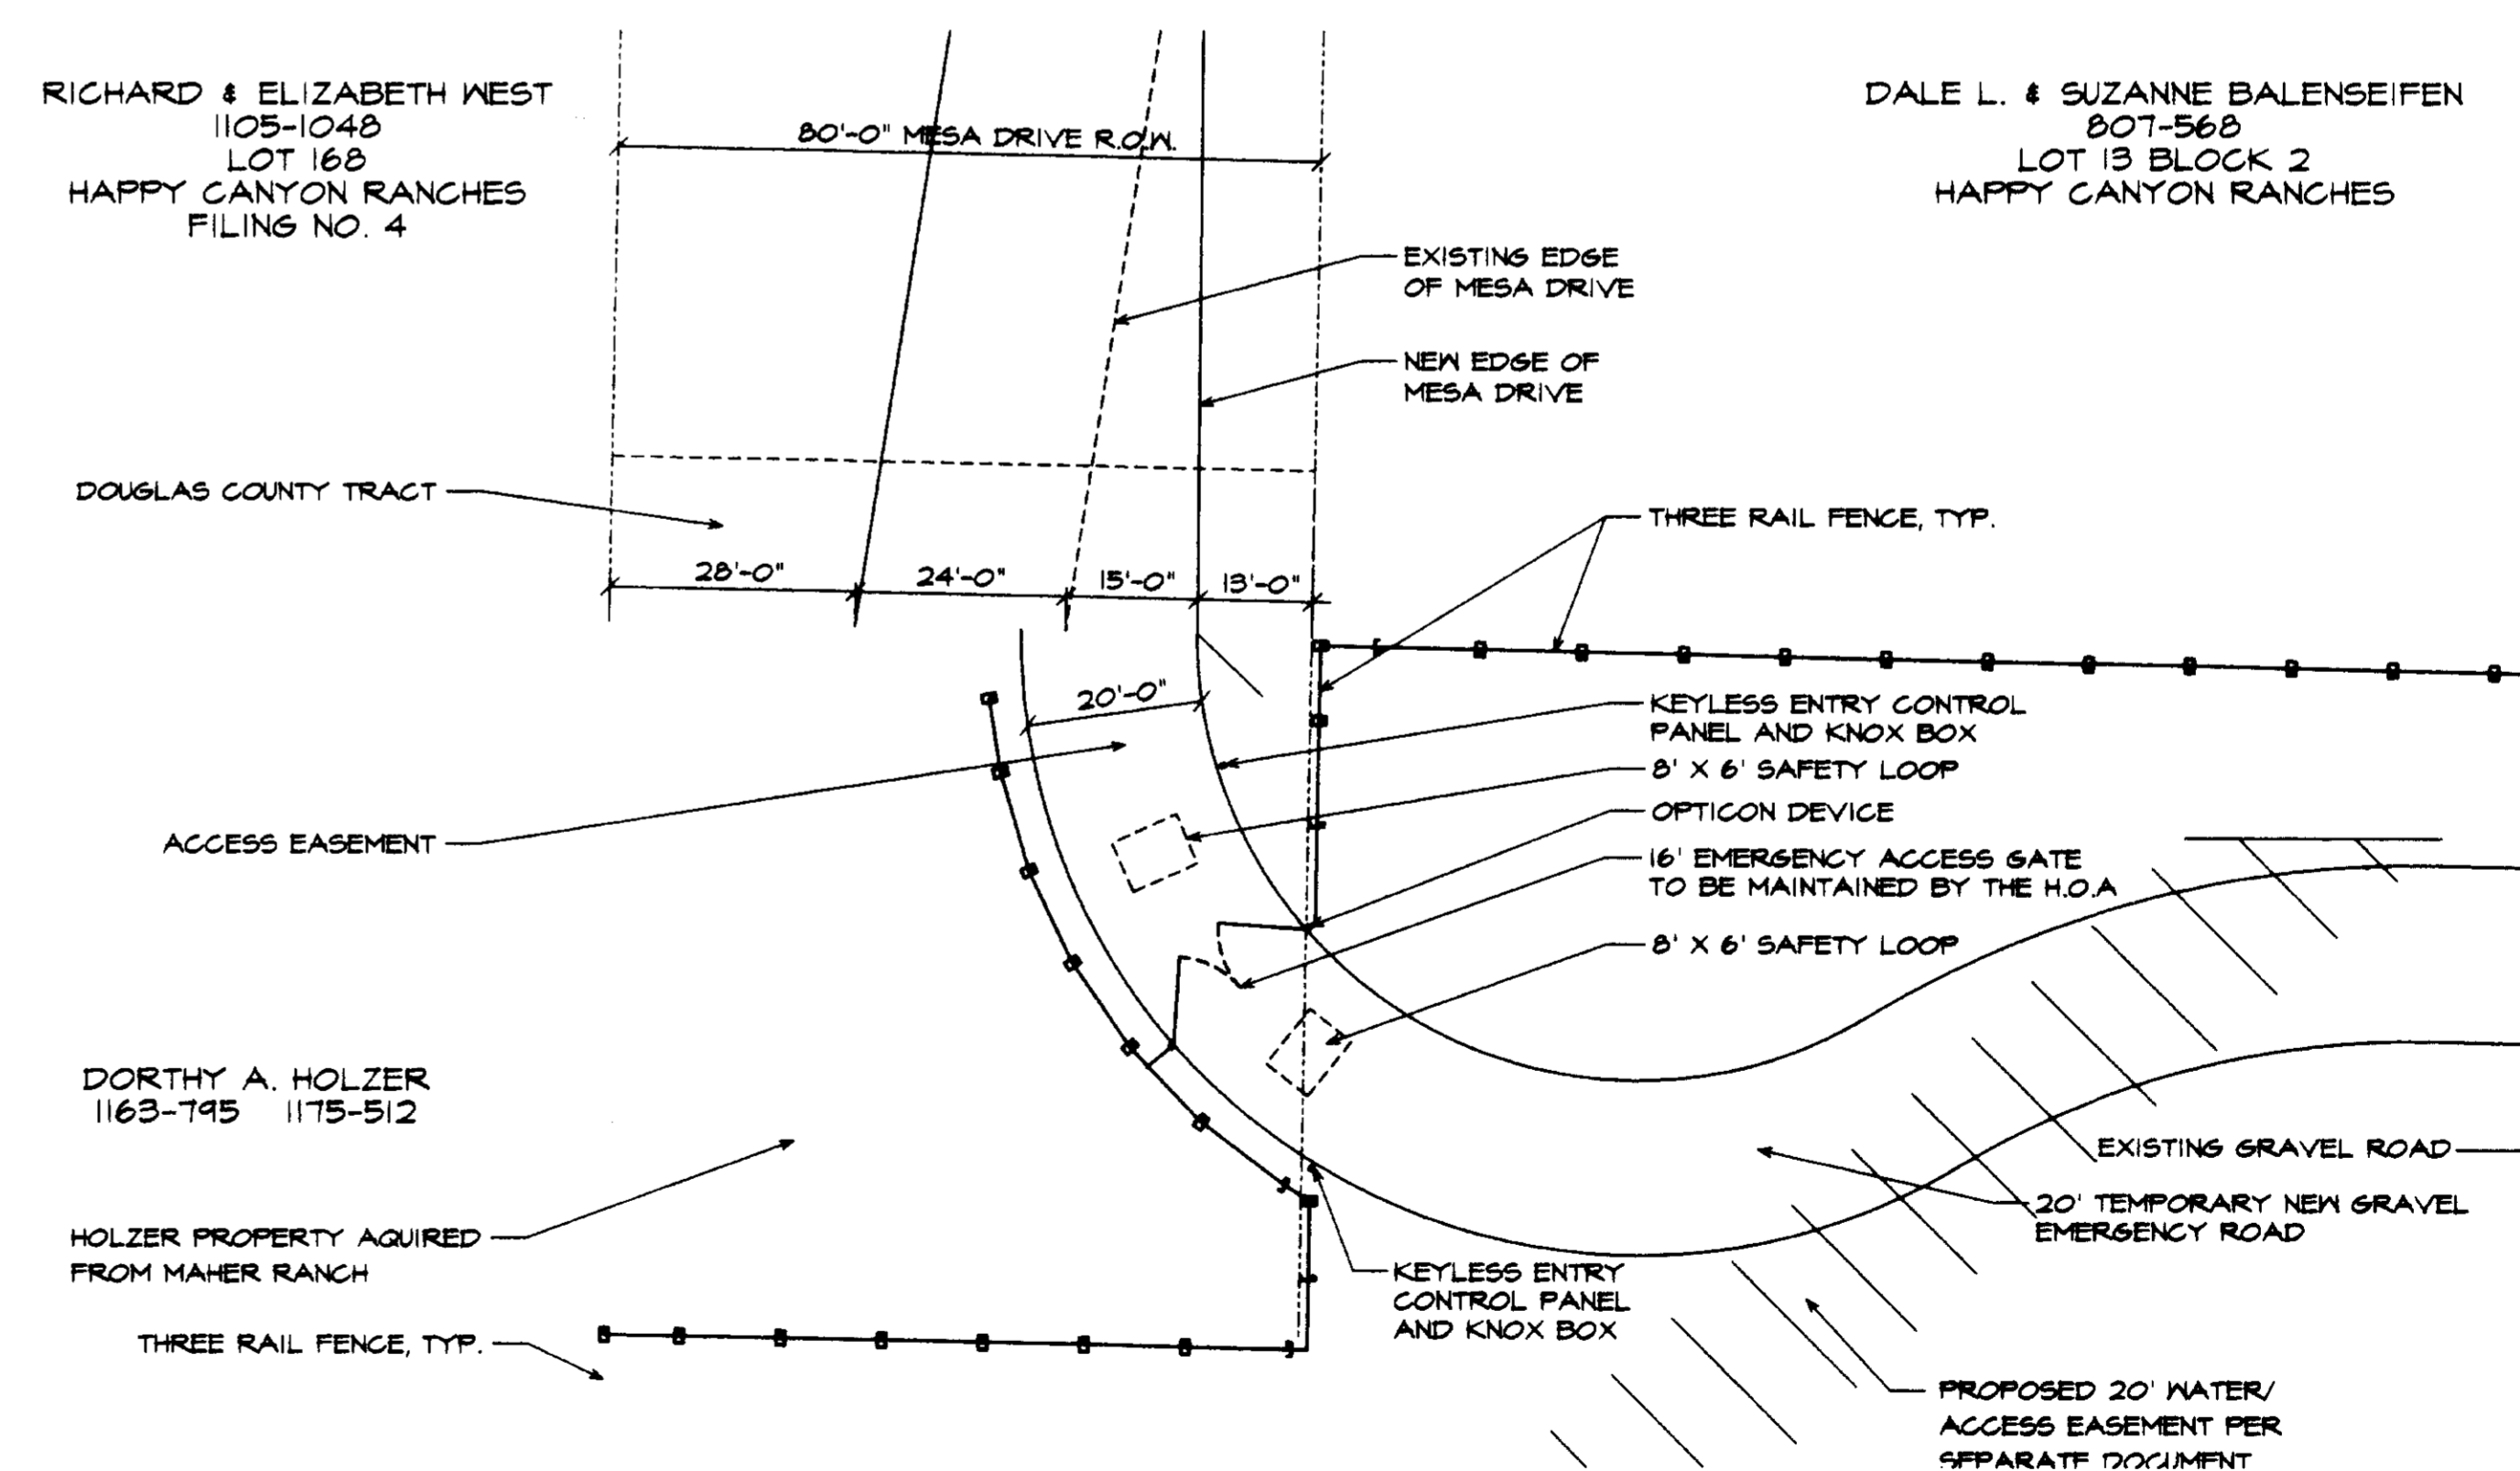 RICHARD & ELIZABETH WEST
1105-1048
LOT 168
HAPPY CANYON RANCHES
FILING NO. 4
80'-0" MESA DRIVE R.O.W.
DALE L. & SUZANNE BALENSEIFEN
807-568
LOT 13 BLOCK 2
HAPPY CANYON RANCHES
EXISTING EDGE
OF MESA DRIVE
NEW EDGE OF
MESA DRIVE
DOUGLAS COUNTY TRACT
THREE RAIL FENCE, TYP.
28'-0" 24'-0" 15'-0" 13'-0"
20'-0"
KEYLESS ENTRY CONTROL
PANEL AND KNOX BOX
8' X 6' SAFETY LOOP
OPTICON DEVICE
ACCESS EASEMENT
16' EMERGENCY ACCESS GATE
TO BE MAINTAINED BY THE H.O.A
8' X 6' SAFETY LOOP
DORTHY A. HOLZER
1163-795 1175-512
EXISTING GRAVEL ROAD
20' TEMPORARY NEW GRAVEL
EMERGENCY ROAD
HOLZER PROPERTY AQUIRED
FROM MAHER RANCH
KEYLESS ENTRY
CONTROL PANEL
AND KNOX BOX
THREE RAIL FENCE, TYP.
PROPOSED 20' WATER/
ACCESS EASEMENT PER
SEPARATE DOCUMENT